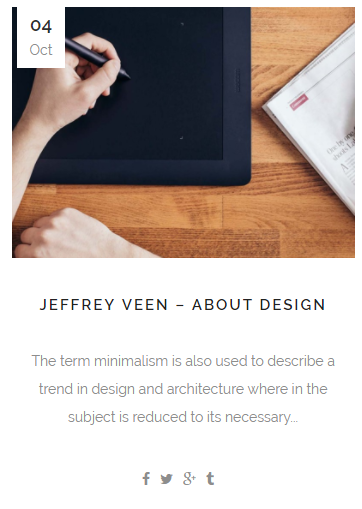 04
Oct
JEFFREY VEEN – ABOUT DESIGN
The term minimalism is also used to describe a
trend in design and architecture where in the
subject is reduced to its necessary...